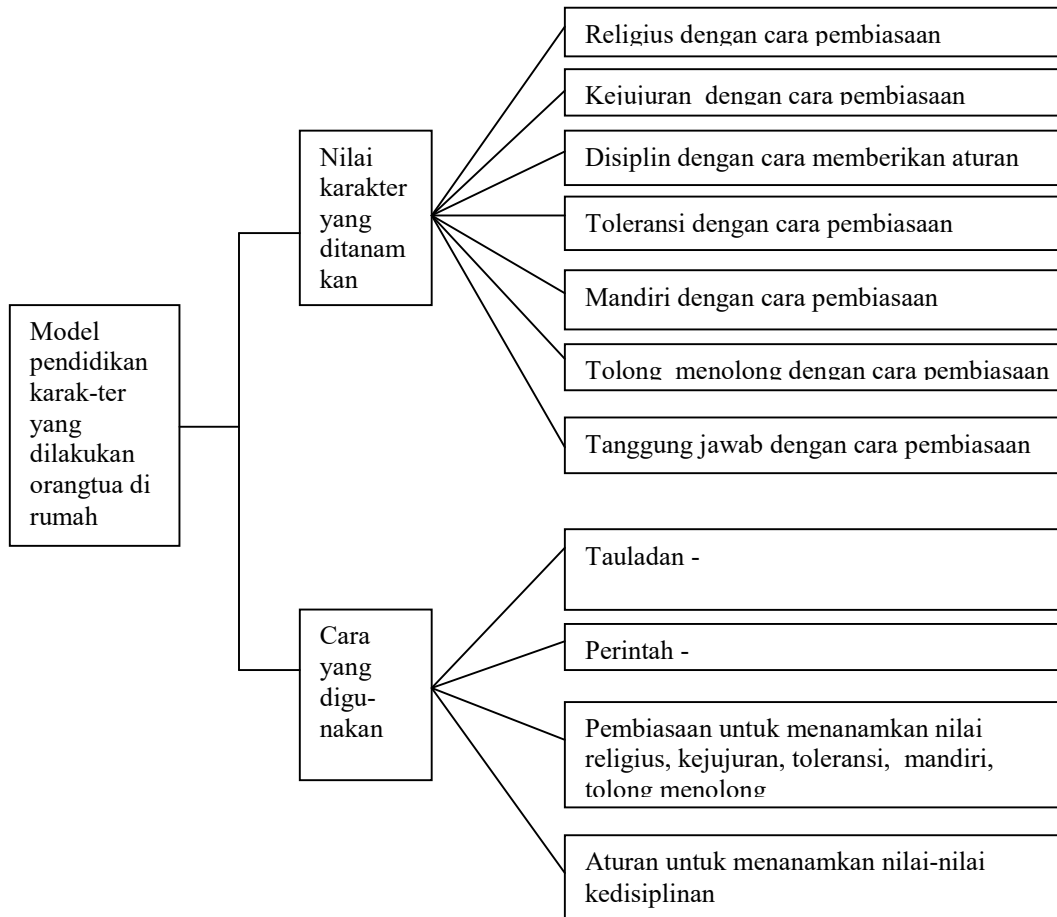 Religius dengan cara pembiasaan
Kejujuran dengan cara pembiasaan
Disiplin dengan cara memberikan aturan
Toleransi dengan cara pembiasaan
Mandiri dengan cara pembiasaan
Tolong menolong dengan cara pembiasaan
Tanggung jawab dengan cara pembiasaan
Nilai
karakter
yang
ditanam
kan
Model
pendidikan
karak-ter
yang
dilakukan
orangtua di
rumah
Cara
yang
digu-
nakan
Tauladan -
Perintah -
Pembiasaan untuk menanamkan nilai
religius, kejujuran, toleransi, mandiri,
tolong menolong
Aturan untuk menanamkan nilai-nilai
kedisiplinan